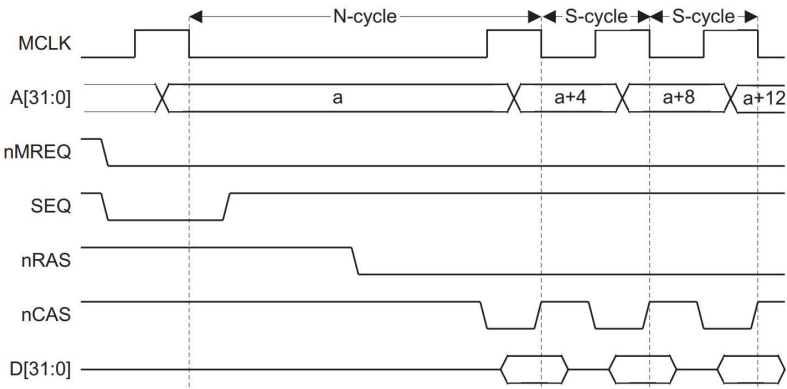 N-cycle S-cycle S-cycle
MCLK
A[31:0] a a+4 a+8 a+12
nMREQ
SEQ
nRAS
nCAS
D[31:0]